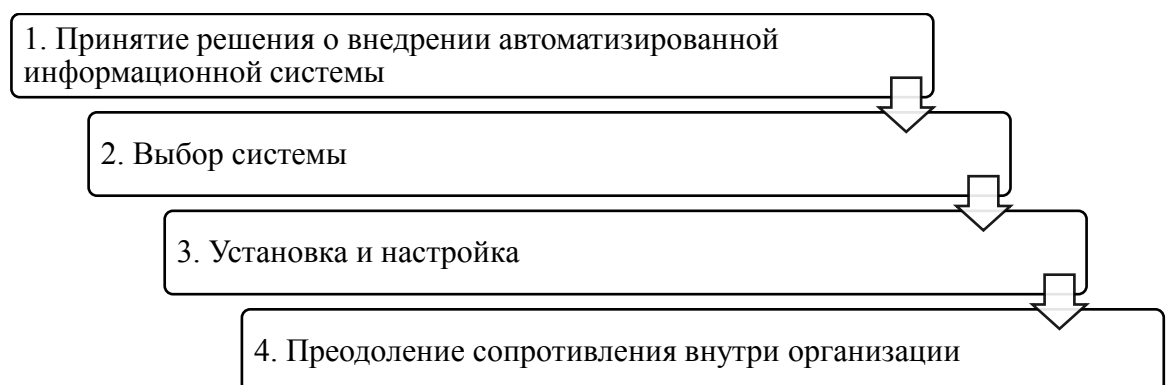 1. Принятие решения о внедрении автоматизированной
информационной системы
2. Выбор системы
3. Установка и настройка
4. Преодоление сопротивления внутри организации